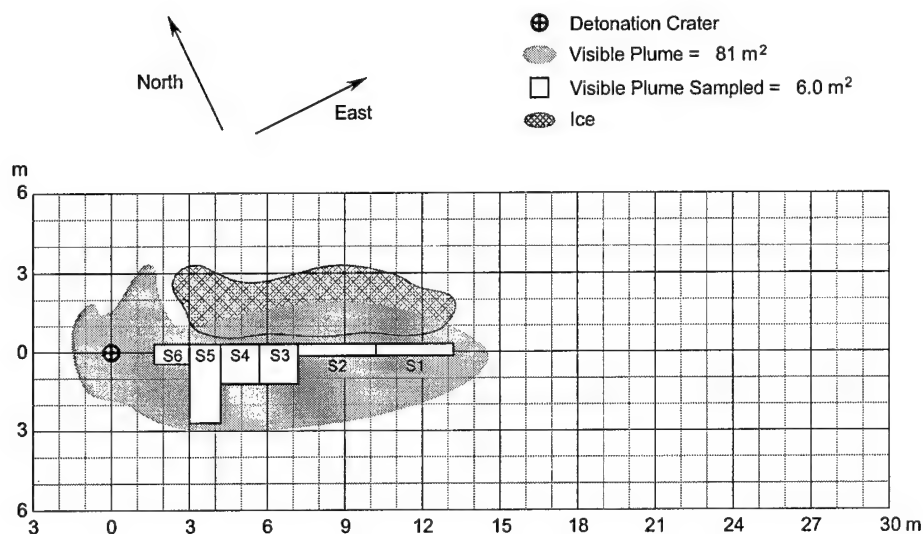 North
East
Detonation Crater
Visible Plume = 81 m²
Visible Plume Sampled = 6.0 m²
Ice
m
6
3
0
3
6
S6 S5 S4 S3 S2 S1
3 0 3 6 9 12 15 18 21 24 27 30 m